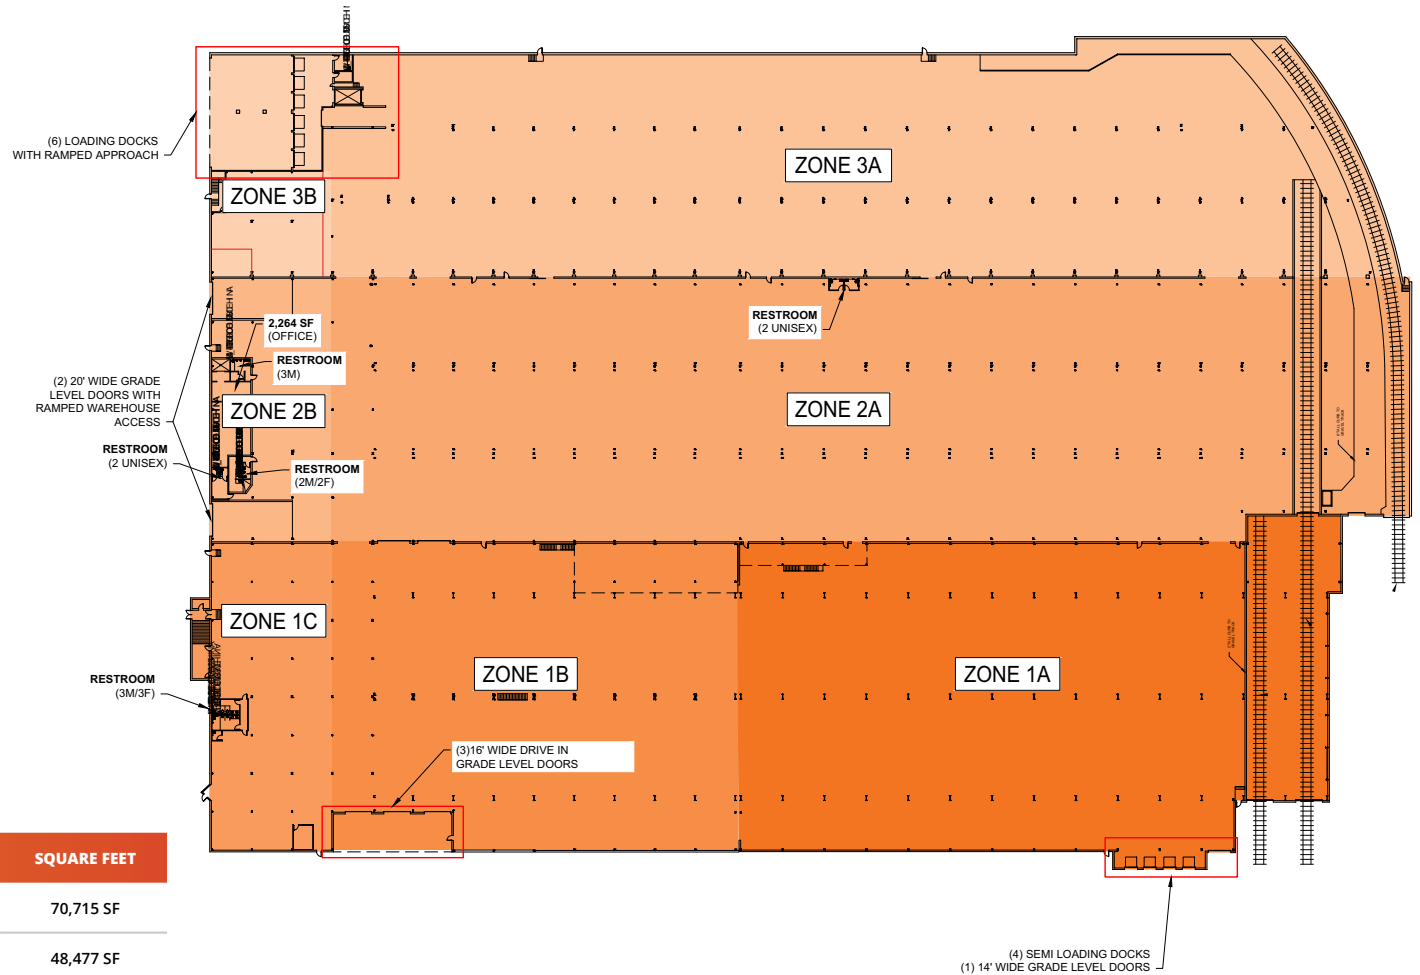 (6) LOADING DOCKS
WITH RAMPED APPROACH
ZONE 3A
ZONE 3B
RESTROOM
(2 UNISEX)
2,264 SF
(OFFICE)
RESTROOM
(3M)
(2) 20' WIDE GRADE
LEVEL DOORS WITH
RAMPED WAREHOUSE
ACCESS
ZONE 2B
ZONE 2A
RESTROOM
(2 UNISEX)
RESTROOM
(2M/2F)
ZONE 1C
ZONE 1B
ZONE 1A
RESTROOM
(3M/3F)
(3)16' WIDE DRIVE IN
GRADE LEVEL DOORS
SQUARE FEET
70,715 SF
48,477 SF
(4) SEMI LOADING DOCKS
(1) 14' WIDE GRADE LEVEL DOORS